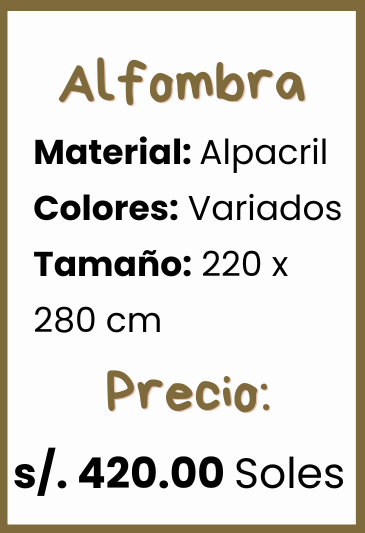 Alfombra
Material: Alpacril
Colores: Variados
Tamaño: 220 x
280 cm
Precio:
s/. 420.00 Soles